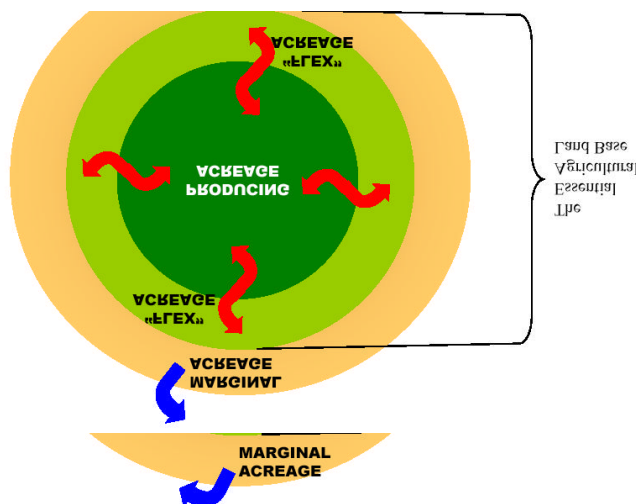 “FLEX”
ACREAGE
PRODUCING
ACREAGE
“FLEX”
ACREAGE
MARGINAL
ACREAGE
The
Essential
Agricultural
Land Base
MARGINAL
ACREAGE